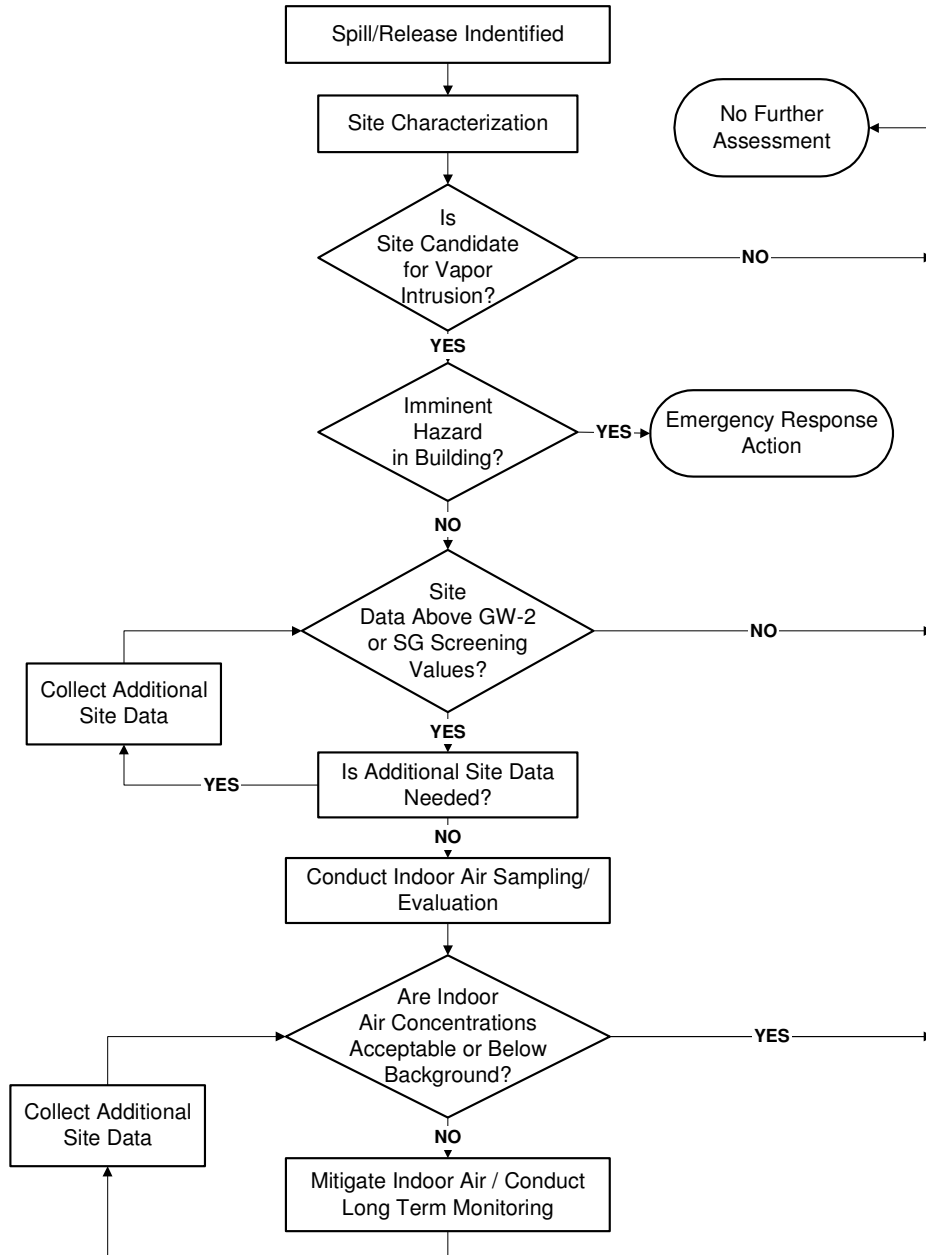 Spill/Release Indentified
Site Characterization
No Further
Assessment
Is
Site Candidate
for Vapor
Intrusion?
NO
YES
Imminent
Hazard
in Building?
YES
Emergency Response
Action
NO
Site
Data Above GW-2
or SG Screening
Values?
NO
Collect Additional
Site Data
YES
Is Additional Site Data
Needed?
YES
NO
Conduct Indoor Air Sampling/
Evaluation
Are Indoor
Air Concentrations
Acceptable or Below
Background?
YES
Collect Additional
Site Data
NO
Mitigate Indoor Air / Conduct
Long Term Monitoring